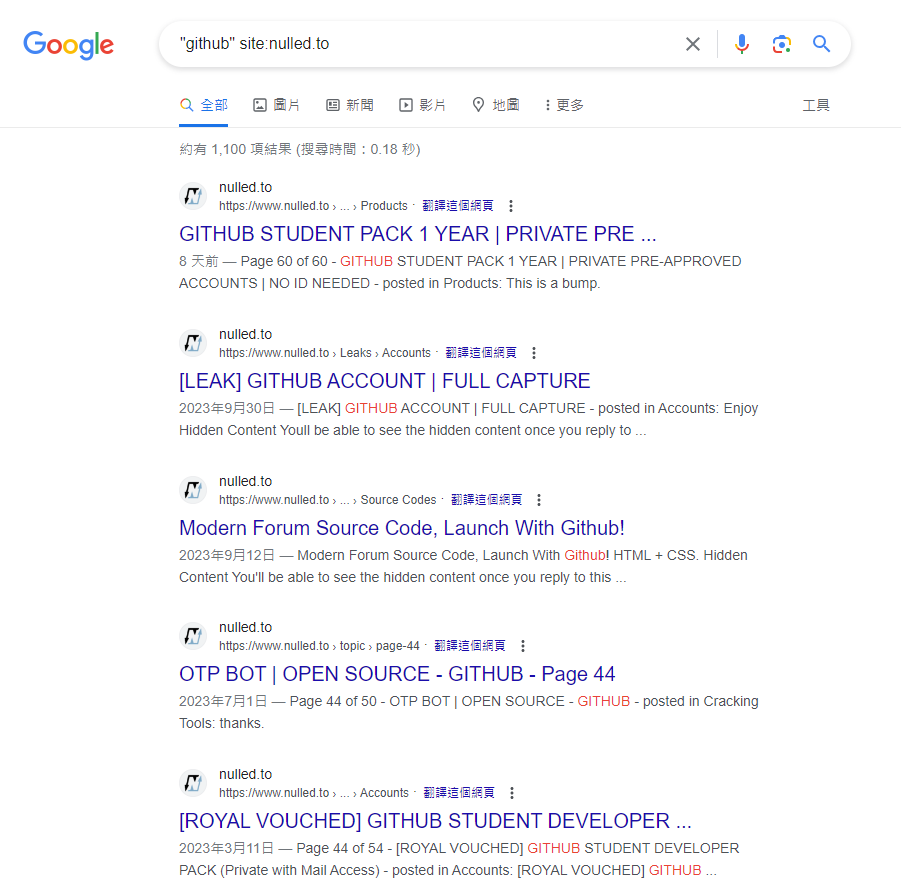 Google
"github" site:nulled.to
全部 圖片 新聞 影片 地圖 更多 工具
約有 1,100 項結果 (搜尋時間：0.18 秒)
nulled.to
https://www.nulled.to › ... › Products · 翻譯這個網頁
GITHUB STUDENT PACK 1 YEAR | PRIVATE PRE ...
8 天前 — Page 60 of 60 - GITHUB STUDENT PACK 1 YEAR | PRIVATE PRE-APPROVED
ACCOUNTS | NO ID NEEDED - posted in Products: This is a bump.
nulled.to
https://www.nulled.to › Leaks › Accounts · 翻譯這個網頁
[LEAK] GITHUB ACCOUNT | FULL CAPTURE
2023年9月30日 — [LEAK] GITHUB ACCOUNT | FULL CAPTURE - posted in Accounts: Enjoy
Hidden Content Youll be able to see the hidden content once you reply to ...
nulled.to
https://www.nulled.to › ... › Source Codes · 翻譯這個網頁
Modern Forum Source Code, Launch With Github!
2023年9月12日 — Modern Forum Source Code, Launch With Github! HTML + CSS. Hidden
Content You'll be able to see the hidden content once you reply to this ...
nulled.to
https://www.nulled.to › topic › page-44 · 翻譯這個網頁
OTP BOT | OPEN SOURCE - GITHUB - Page 44
2023年7月1日 — Page 44 of 50 - OTP BOT | OPEN SOURCE - GITHUB - posted in Cracking
Tools: thanks.
nulled.to
https://www.nulled.to › ... › Accounts · 翻譯這個網頁
[ROYAL VOUCHED] GITHUB STUDENT DEVELOPER ...
2023年3月11日 — Page 44 of 54 - [ROYAL VOUCHED] GITHUB STUDENT DEVELOPER
PACK (Private with Mail Access) - posted in Accounts: [ROYAL VOUCHED] GITHUB ...